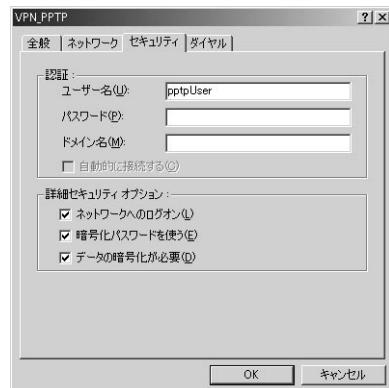 VPN_PPTP
全般 ネットワーク セキュリティ ダイヤル
認証：
ユーザー名(U): pptpUser
パスワード(P):
ドメイン名(M):
自動的に接続する(C)
詳細セキュリティ オプション：
ネットワークへのログオン(L)
暗号化パスワードを使う(E)
データの暗号化が必要(D)
OK キャンセル